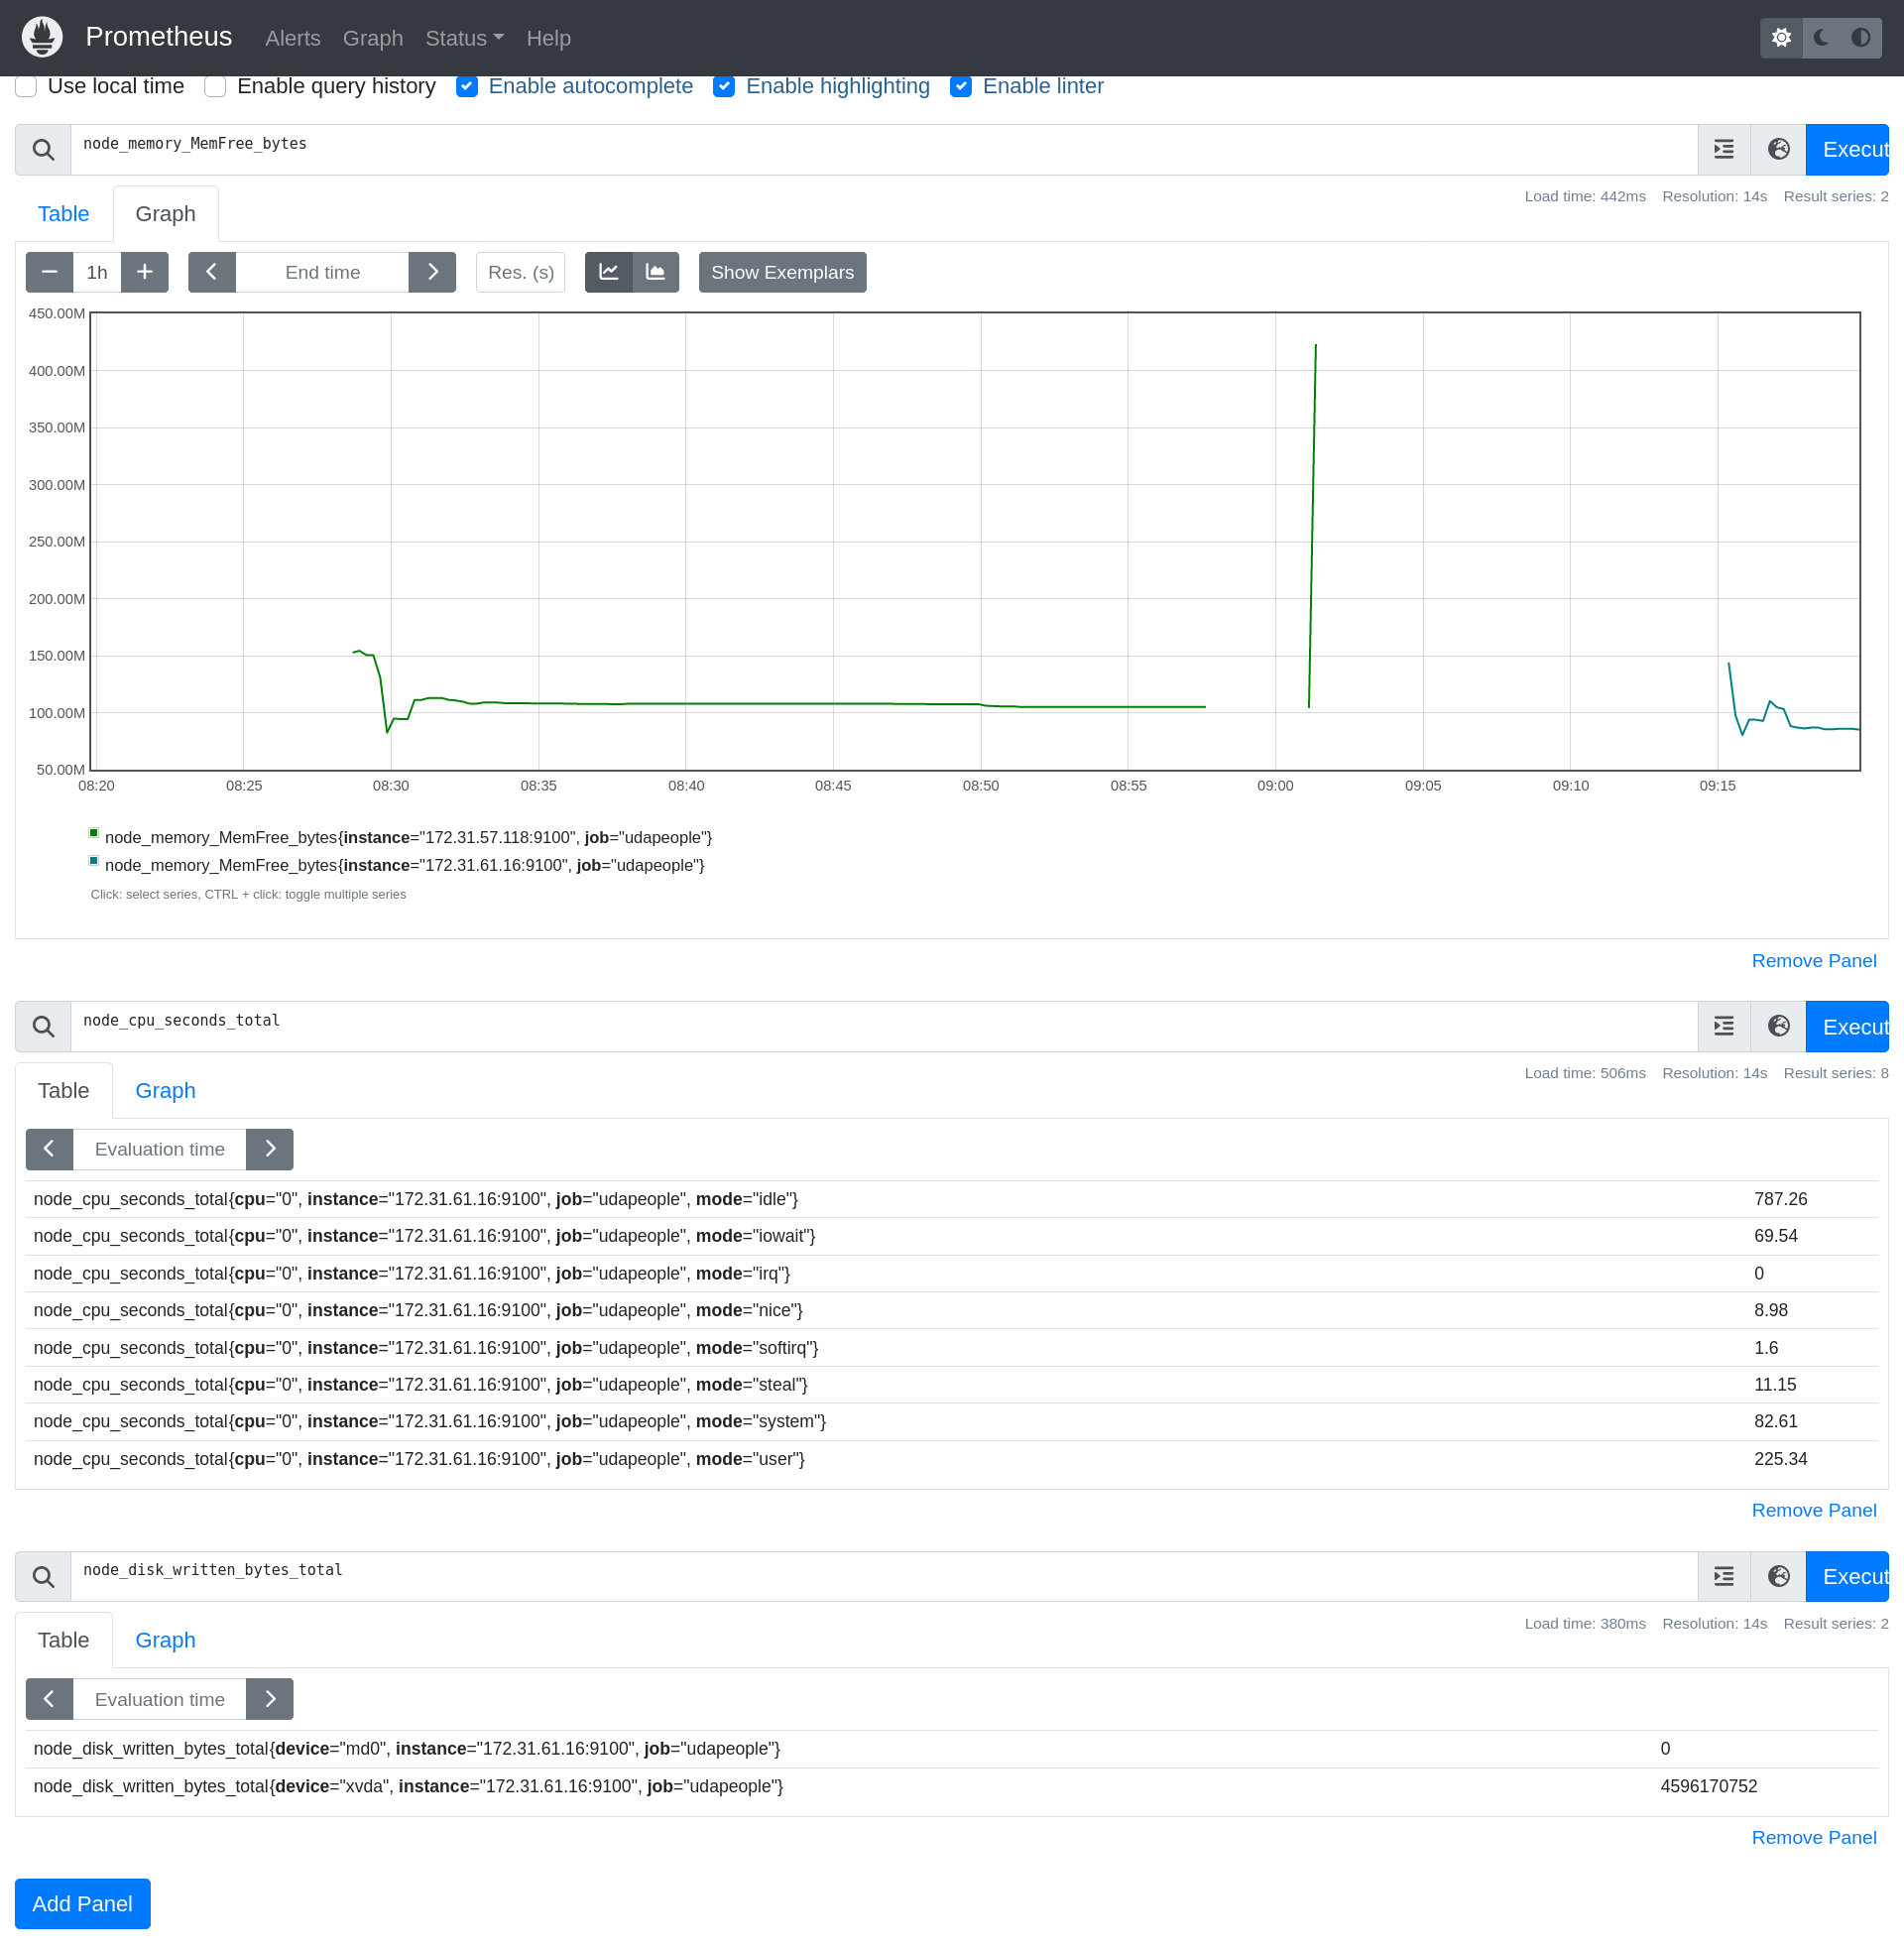 Prometheus Alerts Graph Status Help
Use local time Enable query history Enable autocomplete Enable highlighting Enable linter
node_memory_MemFree_bytes Execut
Table Graph Load time: 442ms Resolution: 14s Result series: 2
1h End time Res. (s) Show Exemplars
450.00M
400.00M
350.00M
300.00M
250.00M
200.00M
150.00M
100.00M
50.00M
08:20 08:25 08:30 08:35 08:40 08:45 08:50 08:55 09:00 09:05 09:10 09:15
node_memory_MemFree_bytes{instance="172.31.57.118:9100", job="udapeople"}
node_memory_MemFree_bytes{instance="172.31.61.16:9100", job="udapeople"}
Click: select series, CTRL + click: toggle multiple series
Remove Panel
node_cpu_seconds_total Execut
Table Graph Load time: 506ms Resolution: 14s Result series: 8
Evaluation time
node_cpu_seconds_total{cpu="0", instance="172.31.61.16:9100", job="udapeople", mode="idle"} 787.26
node_cpu_seconds_total{cpu="0", instance="172.31.61.16:9100", job="udapeople", mode="iowait"} 69.54
node_cpu_seconds_total{cpu="0", instance="172.31.61.16:9100", job="udapeople", mode="irq"} 0
node_cpu_seconds_total{cpu="0", instance="172.31.61.16:9100", job="udapeople", mode="nice"} 8.98
node_cpu_seconds_total{cpu="0", instance="172.31.61.16:9100", job="udapeople", mode="softirq"} 1.6
node_cpu_seconds_total{cpu="0", instance="172.31.61.16:9100", job="udapeople", mode="steal"} 11.15
node_cpu_seconds_total{cpu="0", instance="172.31.61.16:9100", job="udapeople", mode="system"} 82.61
node_cpu_seconds_total{cpu="0", instance="172.31.61.16:9100", job="udapeople", mode="user"} 225.34
Remove Panel
node_disk_written_bytes_total Execut
Table Graph Load time: 380ms Resolution: 14s Result series: 2
Evaluation time
node_disk_written_bytes_total{device="md0", instance="172.31.61.16:9100", job="udapeople"} 0
node_disk_written_bytes_total{device="xvda", instance="172.31.61.16:9100", job="udapeople"} 4596170752
Remove Panel
Add Panel